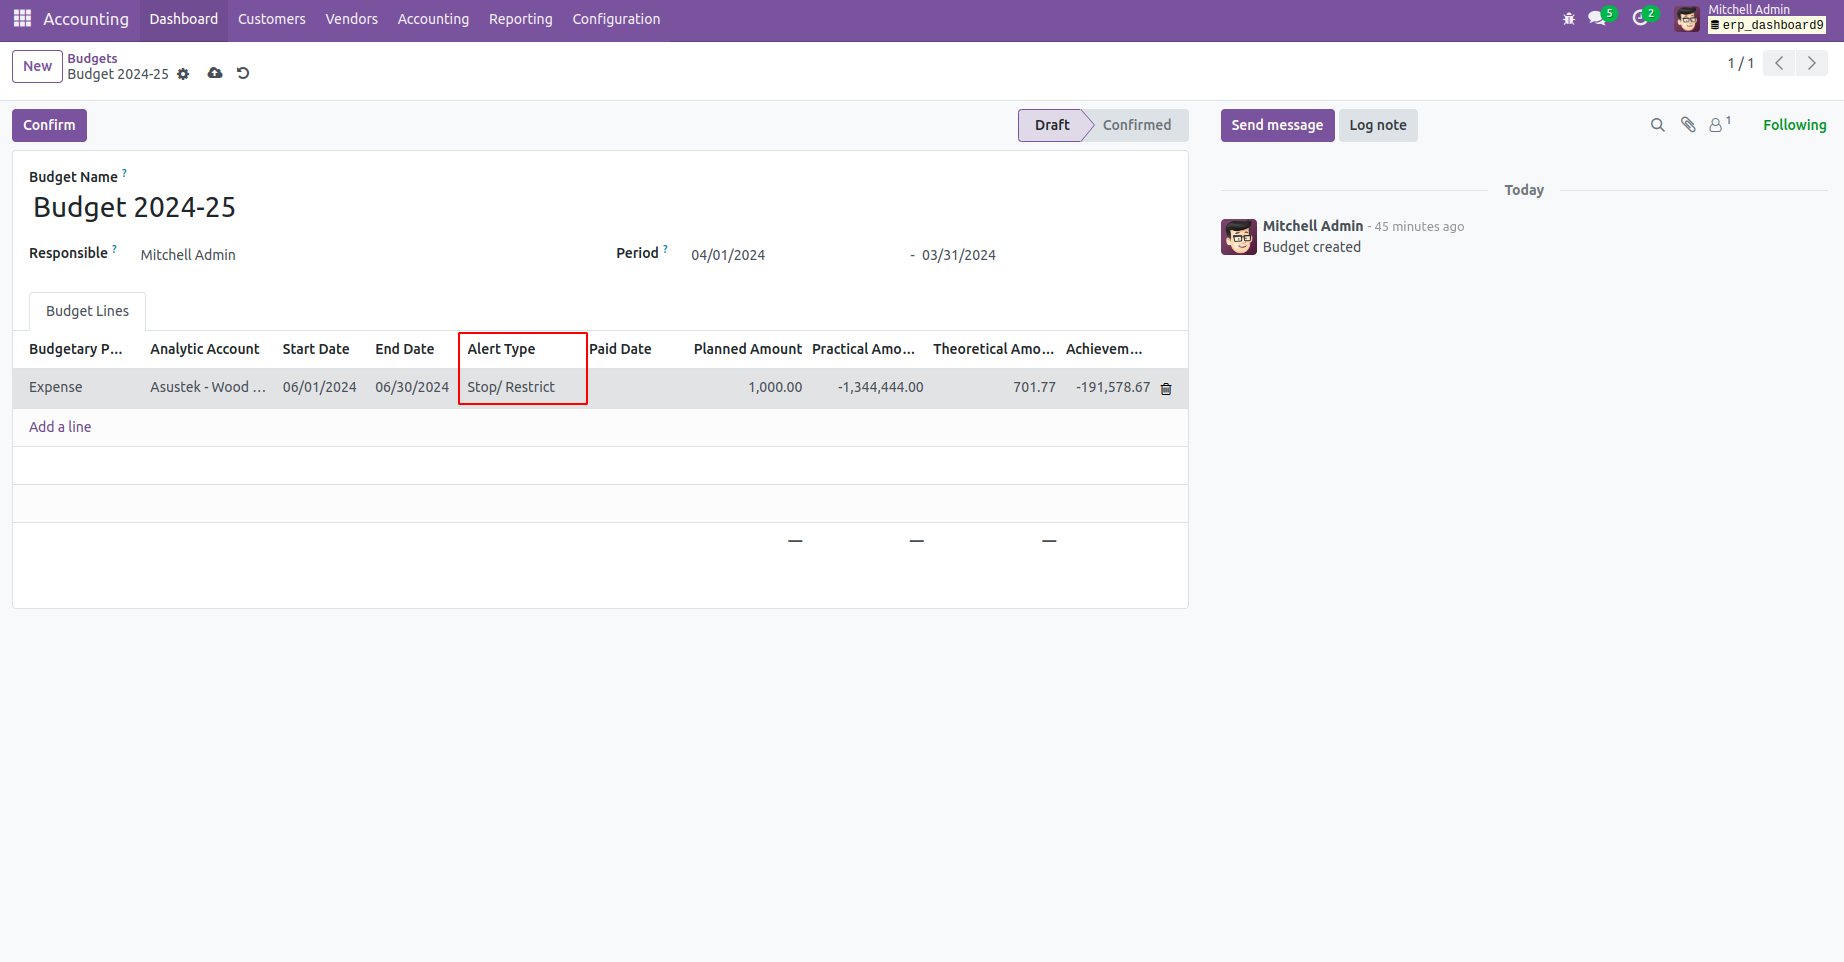 Accounting Dashboard Customers Vendors Accounting Reporting Configuration 5 2 Mitchell Admin
erp_dashboard9
New Budgets
Budget 2024-25
1 / 1
Confirm Draft Confirmed Send message Log note 1 Following
Budget Name ?
Budget 2024-25
Responsible ? Mitchell Admin Period ? 04/01/2024 - 03/31/2024
Today
Mitchell Admin - 45 minutes ago
Budget created
Budget Lines
Budgetary P... Analytic Account Start Date End Date Alert Type Paid Date Planned Amount Practical Amo... Theoretical Amo... Achievem...
Expense Asustek - Wood ... 06/01/2024 06/30/2024 Stop/ Restrict 1,000.00 -1,344,444.00 701.77 -191,578.67
Add a line
— — —